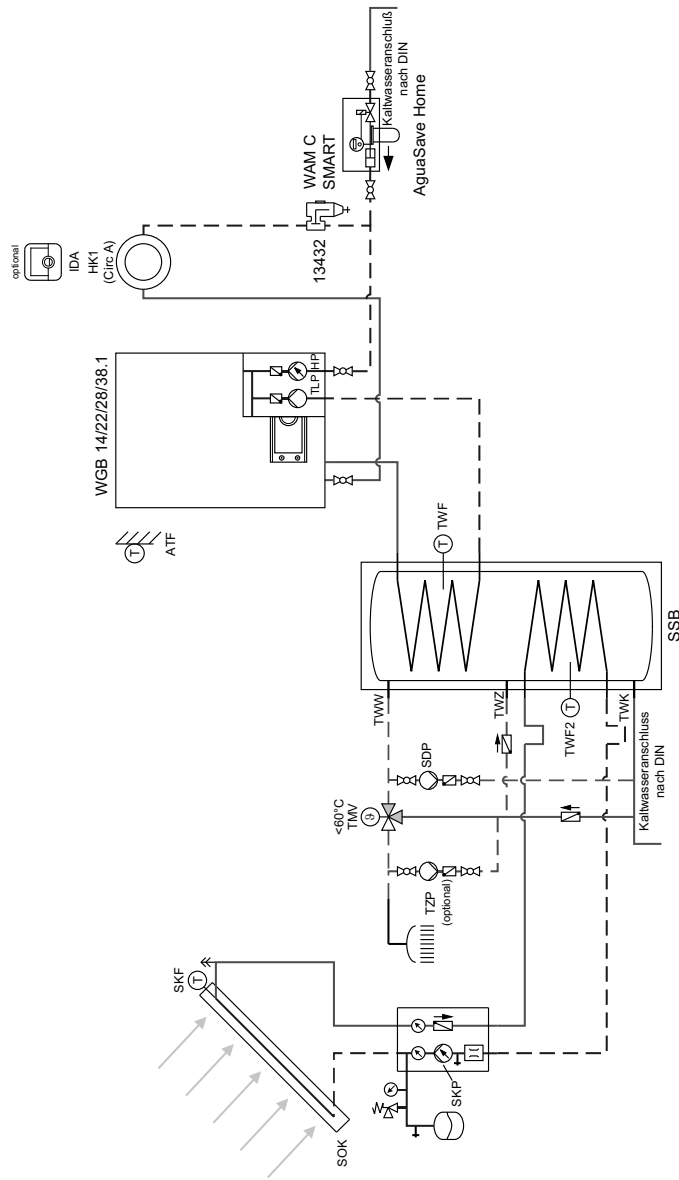 optional
IDA
HK1
(Circ A)
WAM C
SMART
13432
Kaltwasseranschluß
nach DIN
AguaSave Home
WGB 14/22/28/38.1
TLP
HP
T
ATF
T
TWF
SSB
TWW
TWZ
T
TWF2
TWK
SDP
<60°C
TMV
ϑ
Kaltwasseranschluss
nach DIN
TZP
(optional)
SKF
T
SKP
SOK